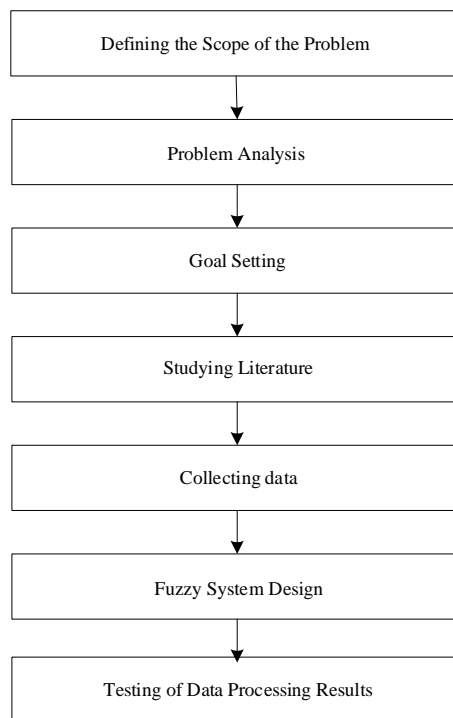 Defining the Scope of the Problem
Problem Analysis
Goal Setting
Studying Literature
Collecting data
Fuzzy System Design
Testing of Data Processing Results